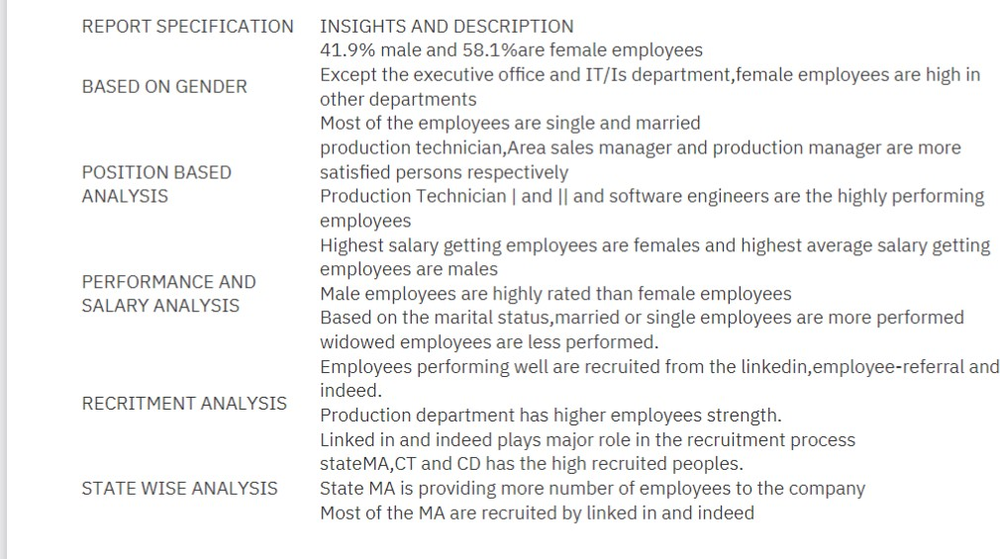 REPORT SPECIFICATION INSIGHTS AND DESCRIPTION
41.9% male and 58.1%are female employees
BASED ON GENDER
Except the executive office and IT/Is department,female employees are high in
other departments
Most of the employees are single and married
POSITION BASED
ANALYSIS
production technician,Area sales manager and production manager are more
satisfied persons respectively
Production Technician | and || and software engineers are the highly performing
employees
PERFORMANCE AND
SALARY ANALYSIS
Highest salary getting employees are females and highest average salary getting
employees are males
Male employees are highly rated than female employees
Based on the marital status,married or single employees are more performed
widowed employees are less performed.
RECRITMENT ANALYSIS
Employees performing well are recruited from the linkedin,employee-referral and
indeed.
Production department has higher employees strength.
Linked in and indeed plays major role in the recruitment process
STATE WISE ANALYSIS
stateMA,CT and CD has the high recruited peoples.
State MA is providing more number of employees to the company
Most of the MA are recruited by linked in and indeed